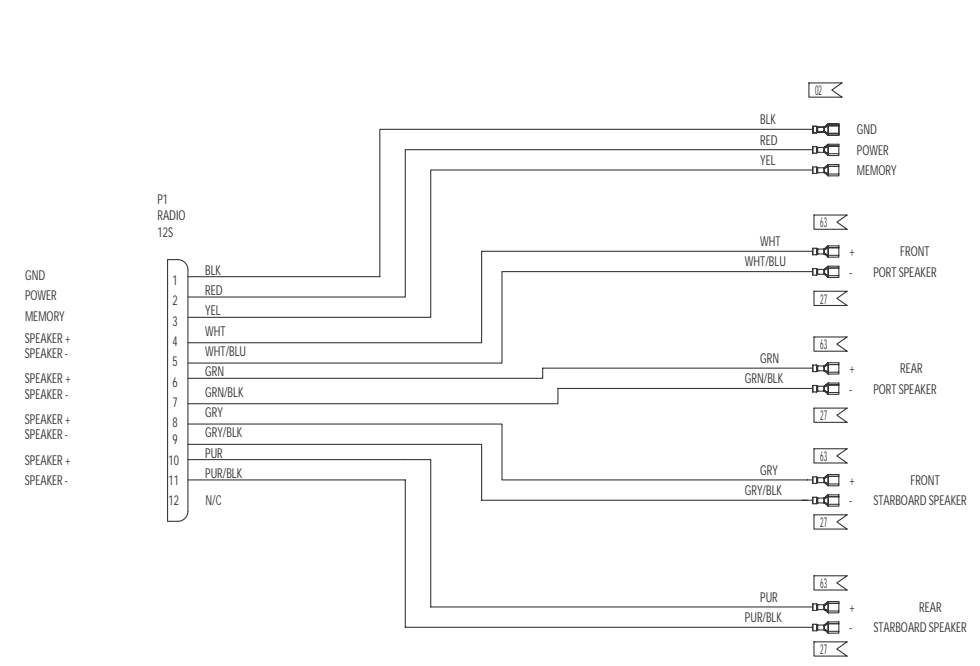 02
BLK
GND
RED
POWER
YEL
MEMORY
P1
RADIO
12S
63
WHT
+ FRONT
WHT/BLU
- PORT SPEAKER
27
GND
1
BLK
POWER
2
RED
MEMORY
3
YEL
SPEAKER +
4
WHT
SPEAKER -
5
WHT/BLU
SPEAKER +
6
GRN
SPEAKER -
7
GRN/BLK
SPEAKER +
8
GRY
SPEAKER -
9
GRY/BLK
SPEAKER +
10
PUR
SPEAKER -
11
PUR/BLK
12
N/C
63
GRN
+ REAR
GRN/BLK
- PORT SPEAKER
27
63
GRY
+ FRONT
GRY/BLK
- STARBOARD SPEAKER
27
63
PUR
+ REAR
PUR/BLK
- STARBOARD SPEAKER
27